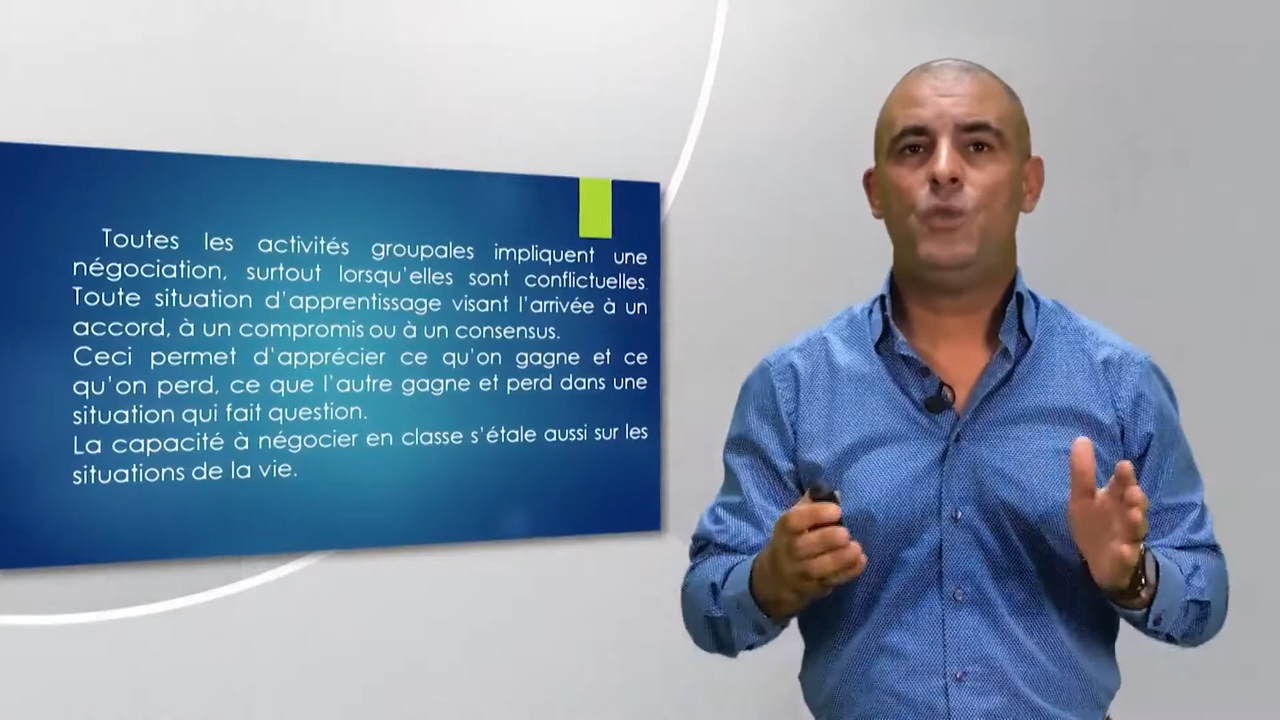 Toutes les activités groupales impliquent une
négociation, surtout lorsqu'elles sont conflictuelles.
Toute situation d'apprentissage visant l'arrivée à un
accord, à un compromis ou à un consensus.
Ceci permet d'apprécier ce qu'on gagne et ce
qu'on perd, ce que l'autre gagne et perd dans une
situation qui fait question.
La capacité à négocier en classe s'étale aussi sur les
situations de la vie.